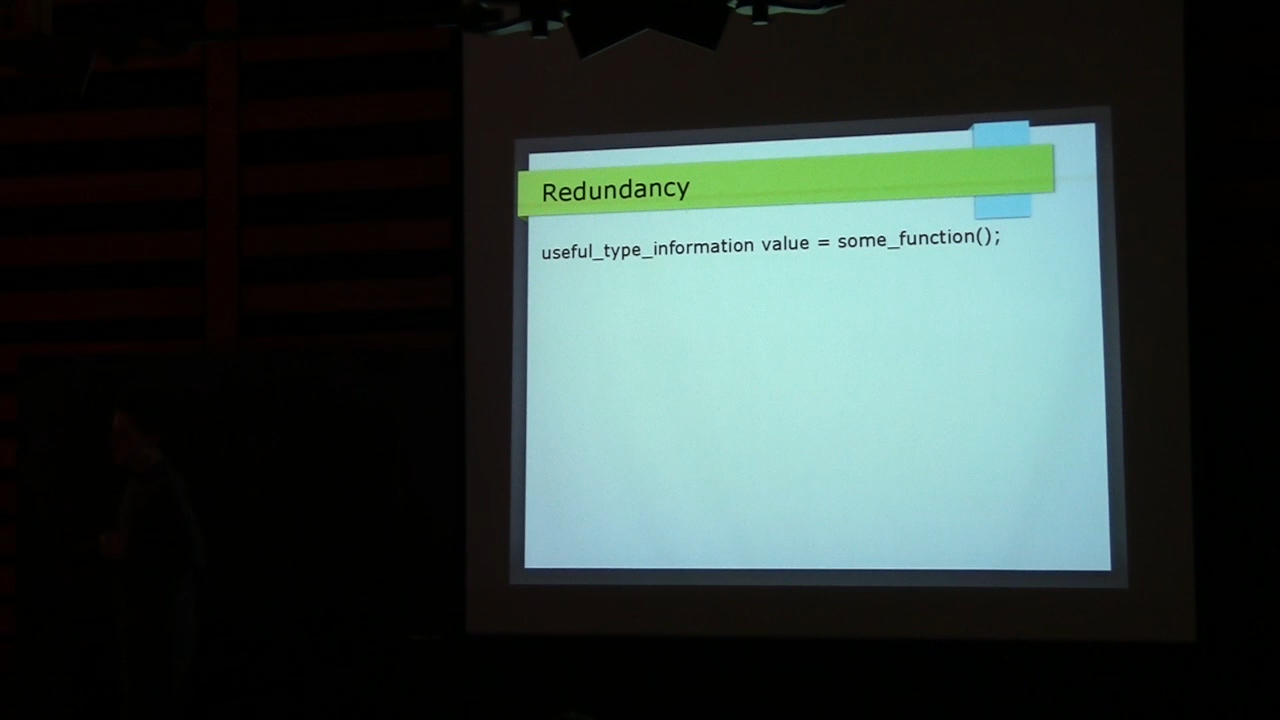 Redundancy
useful_type_information value = some_function();